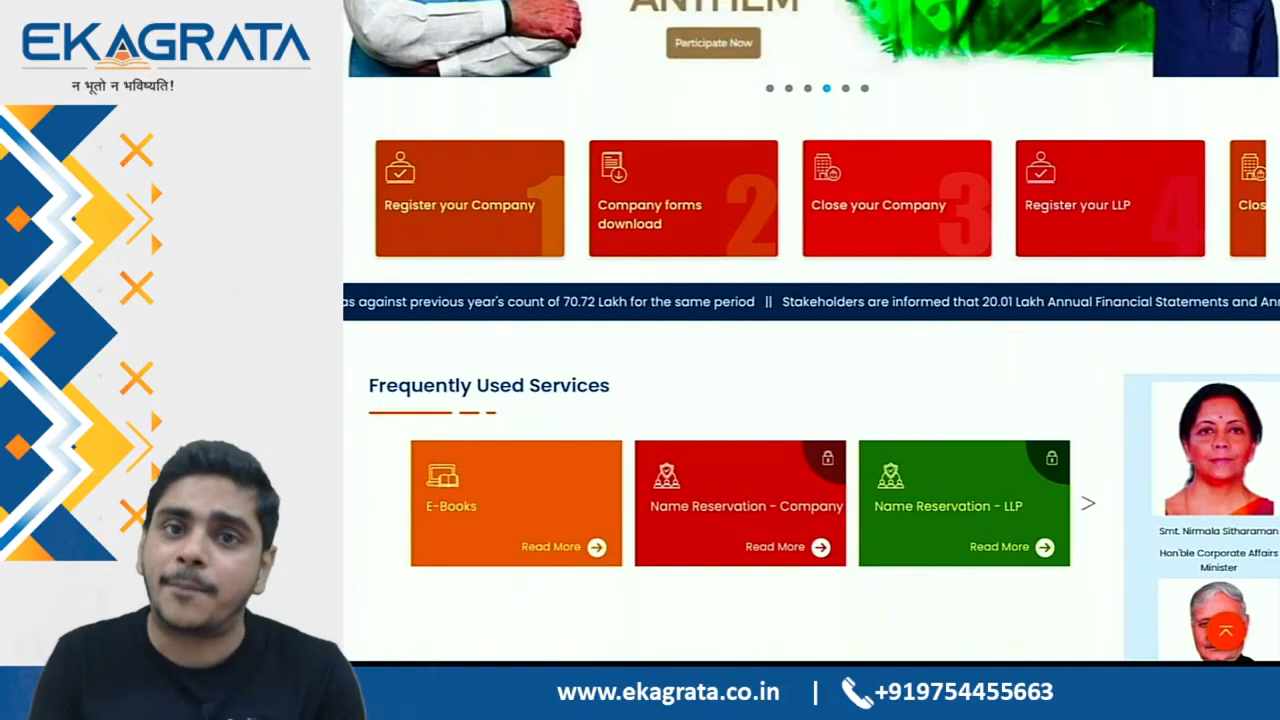 EKAGRATA
न भूतो न भविष्यति!
ANTHEM
Participate Now
Register your Company
1
Company forms
download
2
Close your Company
3
Register your LLP
4
Clos
as against previous year's count of 70.72 Lakh for the same period || Stakeholders are informed that 20.01 Lakh Annual Financial Statements and Ann
Frequently Used Services
E-Books
Read More
Name Reservation - Company
Read More
Name Reservation - LLP
Read More
>
Smt. Nirmala Sitharaman
Hon'ble Corporate Affairs
Minister
www.ekagrata.co.in | +919754455663